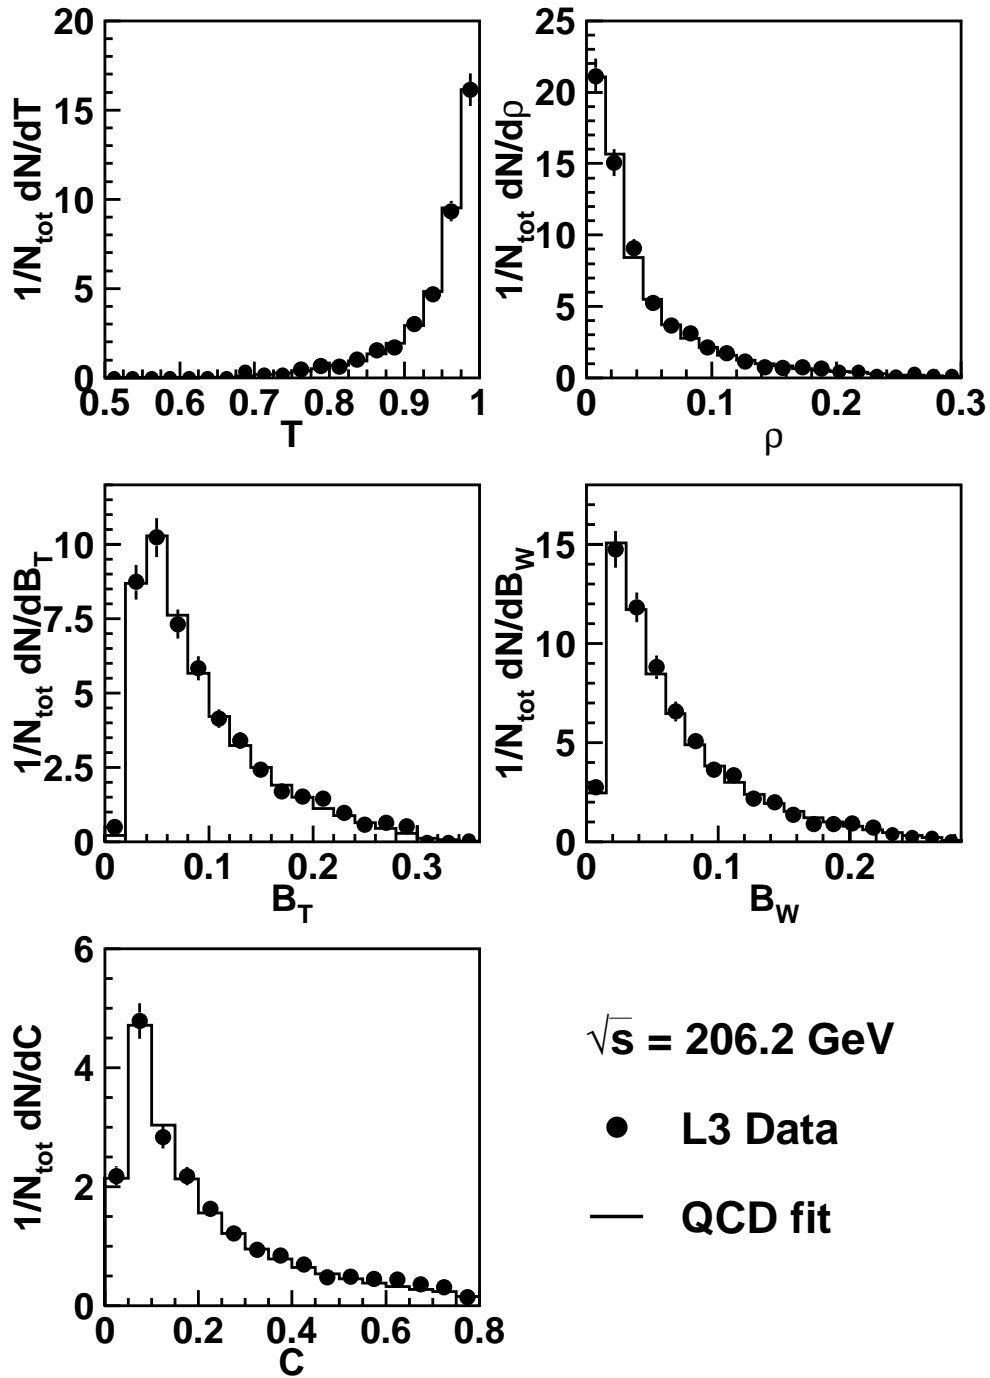 20
15
10
5
0
0.5 0.6 0.7 0.8 0.9 1
T
1/N_tot dN/dT
25
20
15
10
5
0
0 0.1 0.2 0.3
ρ
1/N_tot dN/dρ
10
7.5
5
2.5
0
0 0.1 0.2 0.3
B_T
1/N_tot dN/dB_T
15
10
5
0
0 0.1 0.2
B_W
1/N_tot dN/dB_W
6
4
2
0
0 0.2 0.4 0.6 0.8
C
1/N_tot dN/dC
√s = 206.2 GeV
L3 Data
QCD fit